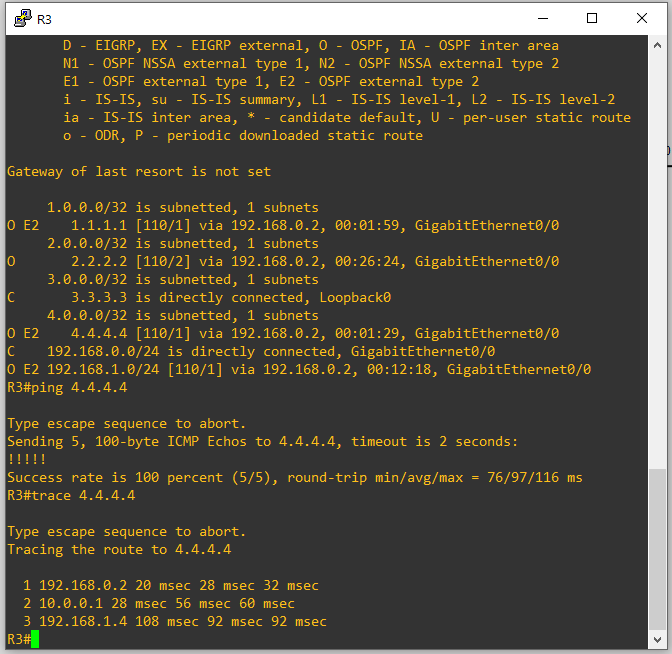 R3
D - EIGRP, EX - EIGRP external, O - OSPF, IA - OSPF inter area
N1 - OSPF NSSA external type 1, N2 - OSPF NSSA external type 2
E1 - OSPF external type 1, E2 - OSPF external type 2
i - IS-IS, su - IS-IS summary, L1 - IS-IS level-1, L2 - IS-IS level-2
ia - IS-IS inter area, * - candidate default, U - per-user static route
o - ODR, P - periodic downloaded static route
Gateway of last resort is not set
1.0.0.0/32 is subnetted, 1 subnets
O E2    1.1.1.1 [110/1] via 192.168.0.2, 00:01:59, GigabitEthernet0/0
2.0.0.0/32 is subnetted, 1 subnets
O       2.2.2.2 [110/2] via 192.168.0.2, 00:26:24, GigabitEthernet0/0
3.0.0.0/32 is subnetted, 1 subnets
C       3.3.3.3 is directly connected, Loopback0
4.0.0.0/32 is subnetted, 1 subnets
O E2    4.4.4.4 [110/1] via 192.168.0.2, 00:01:29, GigabitEthernet0/0
C    192.168.0.0/24 is directly connected, GigabitEthernet0/0
O E2 192.168.1.0/24 [110/1] via 192.168.0.2, 00:12:18, GigabitEthernet0/0
R3#ping 4.4.4.4
Type escape sequence to abort.
Sending 5, 100-byte ICMP Echos to 4.4.4.4, timeout is 2 seconds:
!!!!!
Success rate is 100 percent (5/5), round-trip min/avg/max = 76/97/116 ms
R3#trace 4.4.4.4
Type escape sequence to abort.
Tracing the route to 4.4.4.4
1 192.168.0.2 20 msec 28 msec 32 msec
2 10.0.0.1 28 msec 56 msec 60 msec
3 192.168.1.4 108 msec 92 msec 92 msec
R3#